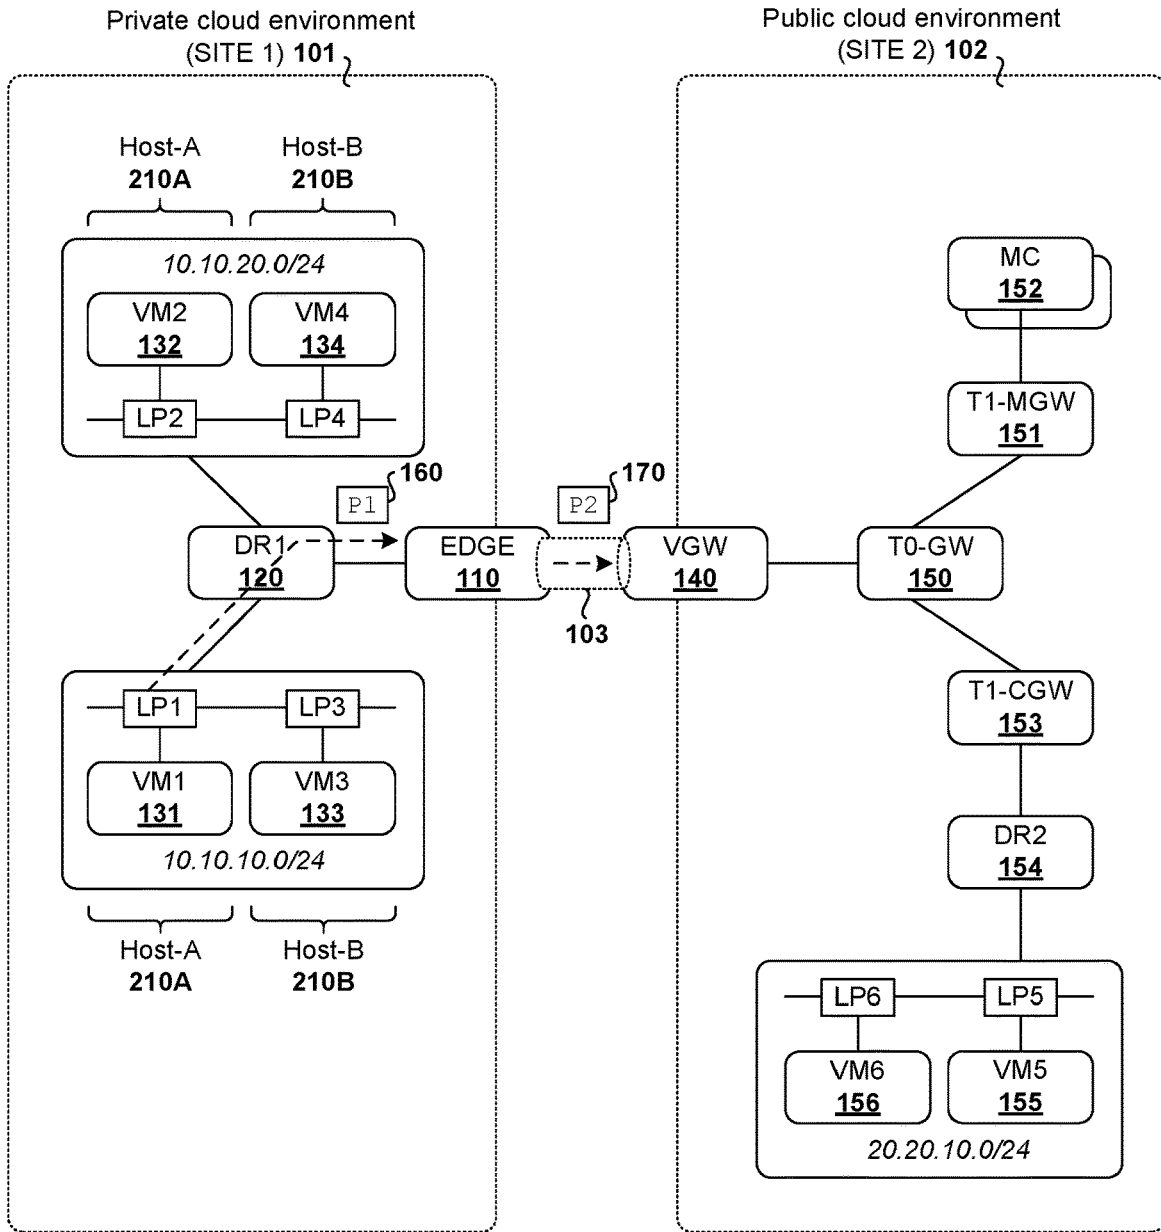 Private cloud environment
(SITE 1) 101
Public cloud environment
(SITE 2) 102
Host-A
210A
Host-B
210B
10.10.20.0/24
VM2
132
VM4
134
LP2
LP4
MC
152
T1-MGW
151
P1
160
P2
170
DR1
120
EDGE
110
103
VGW
140
T0-GW
150
LP1
LP3
VM1
131
VM3
133
10.10.10.0/24
Host-A
210A
Host-B
210B
T1-CGW
153
DR2
154
LP6
LP5
VM6
156
VM5
155
20.20.10.0/24